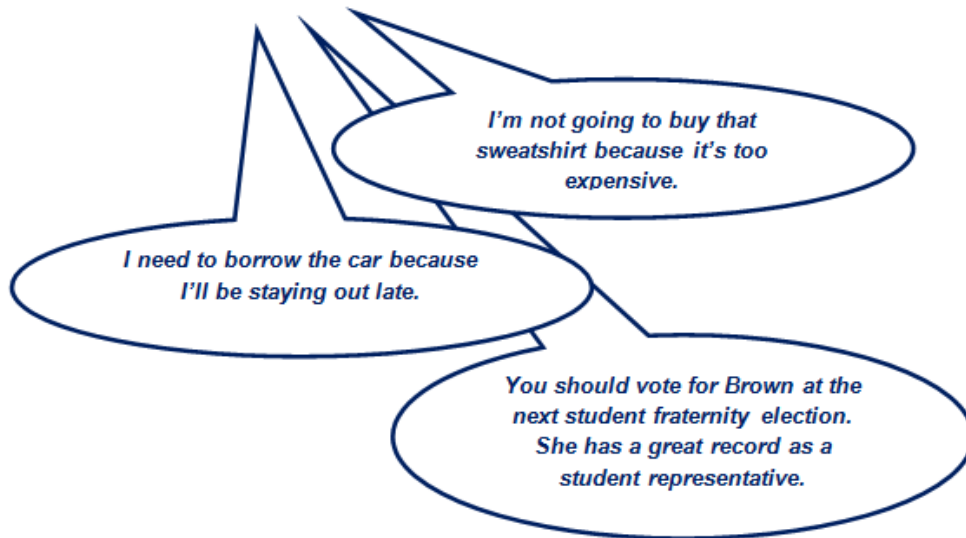 I'm not going to buy that
sweatshirt because it's too
expensive.
I need to borrow the car because
I'll be staying out late.
You should vote for Brown at the
next student fraternity election.
She has a great record as a
student representative.